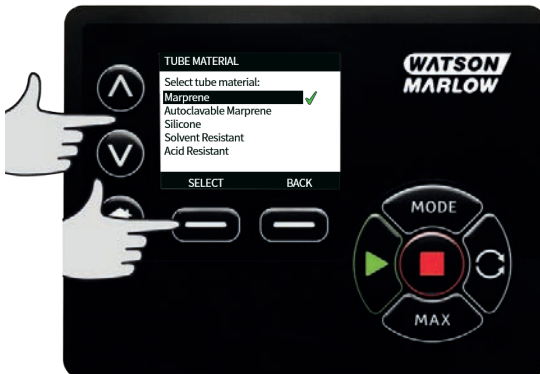 TUBE MATERIAL
Select tube material:
Marprene
Autoclavable Marprene
Silicone
Solvent Resistant
Acid Resistant
SELECT BACK
WATSON
MARLOW
MODE
MAX